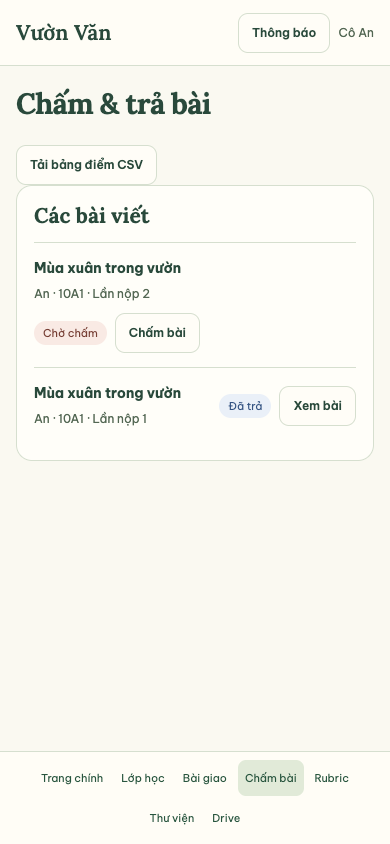 Vườn Văn
Thông báo
Cô An
Chấm & trả bài
Tải bảng điểm CSV
Các bài viết
Mùa xuân trong vườn
An · 10A1 · Lần nộp 2
Chờ chấm
Chấm bài
Mùa xuân trong vườn
An · 10A1 · Lần nộp 1
Đã trả
Xem bài
Trang chính
Lớp học
Bài giao
Chấm bài
Rubric
Thư viện
Drive